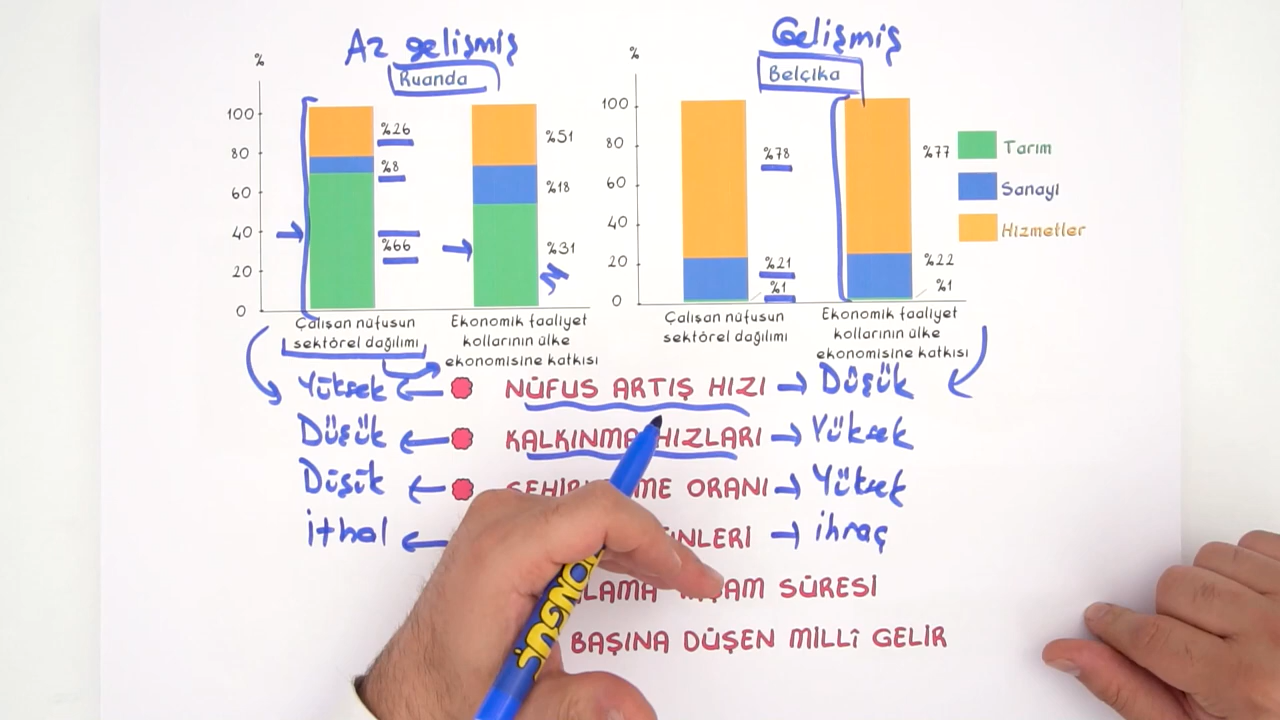 Az gelişmiş
Ruanda
%
100
80
60
40
20
0
%26
%8
%66
%51
%18
%31
Çalışan nüfusun
sektörel dağılımı
Ekonomik faaliyet
kollarının ülke
ekonomisine katkısı
Gelişmiş
Belçika
%
100
80
60
40
20
0
%78
%21
%1
%77
%22
%1
Çalışan nüfusun
sektörel dağılımı
Ekonomik faaliyet
kollarının ülke
ekonomisine katkısı
Tarım
Sanayi
Hizmetler
Yüksek NÜFUS ARTIŞ HIZI Düşük
Düşük KALKINMA HIZLARI Yüksek
Düşük ORANI Yüksek
İthal ihraç
SÜRESİ
BAŞINA DÜŞEN MİLLÎ GELİR
TONGUÇ